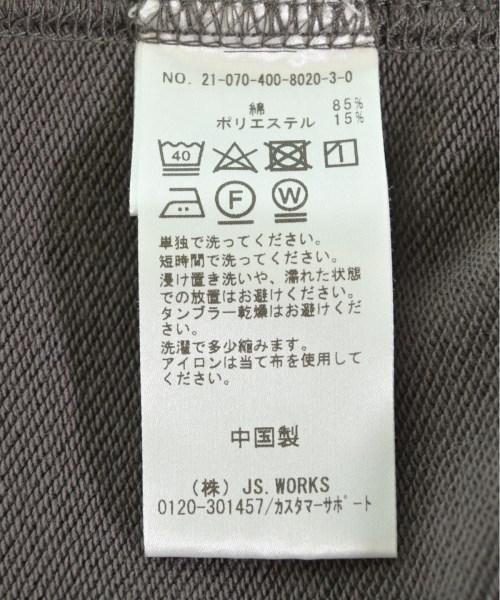 NO. 21-070-400-8020-3-0
綿 85%
ポリエステル 15%
40
F W
単独で洗ってください。
短時間で洗ってください。
浸け置き洗いや、濡れた状態
での放置はお避けください。
タンブラー乾燥はお避けください。
洗濯で多少縮みます。
アイロンは当て布を使用して
ください。
中国製
(株) JS.WORKS
0120-301457/カスタマーサポート